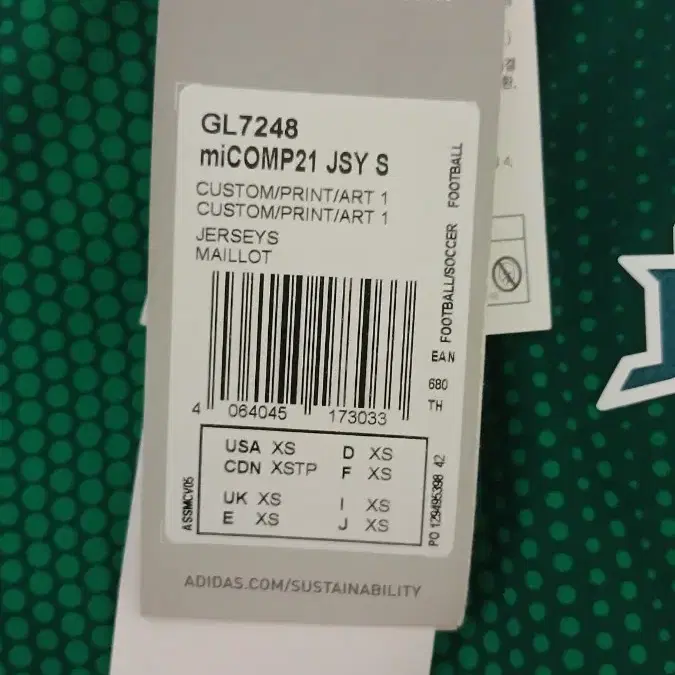 GL7248
miCOMP21 JSY S
CUSTOM/PRINT/ART 1
CUSTOM/PRINT/ART 1
JERSEYS
MAILLOT
FOOTBALL/SOCCER FOOTBALL
EAN
680
TH
4 064045 173033
USA XS D XS
CDN XSTP F XS
UK XS I XS
E XS J XS
ASSMCV05
PO 129495398 42
ADIDAS.COM/SUSTAINABILITY